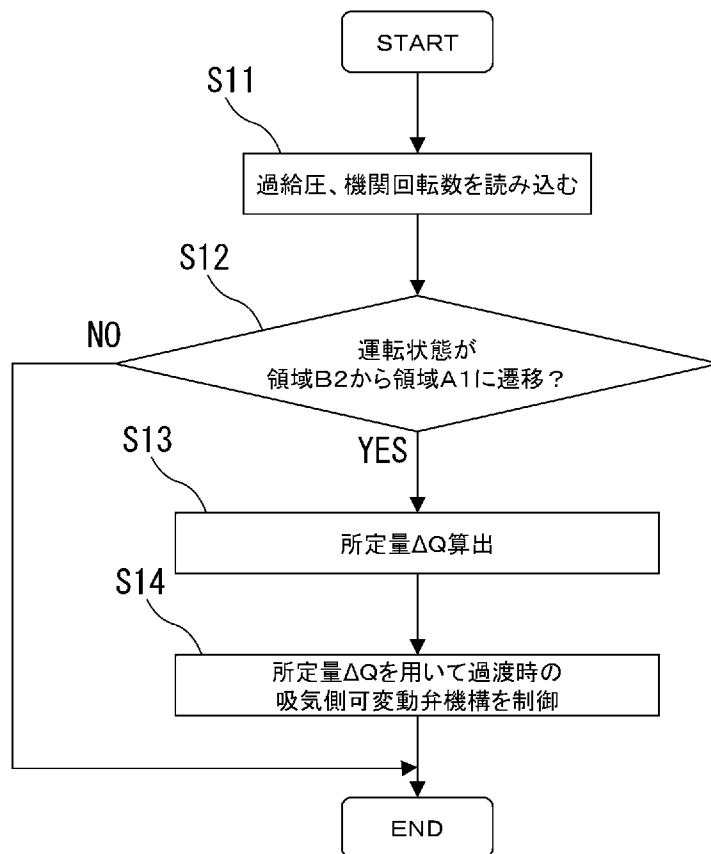 START
S11
過給圧、機関回転数を読み込む
S12
NO
運転状態が
領域B2から領域A1に遷移？
YES
S13
所定量ΔQ算出
S14
所定量ΔQを用いて過渡時の
吸気側可変動弁機構を制御
END